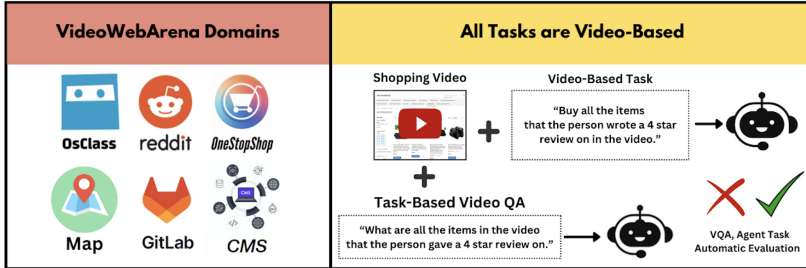 VideoWebArena Domains
OsClass
reddit
OneStopShop
Map
GitLab
CMS
All Tasks are Video-Based
Shopping Video
Video-Based Task
“Buy all the items
that the person wrote a 4 star
review on in the video.”
Task-Based Video QA
“What are all the items in the video
that the person gave a 4 star review on.”
VQA, Agent Task
Automatic Evaluation